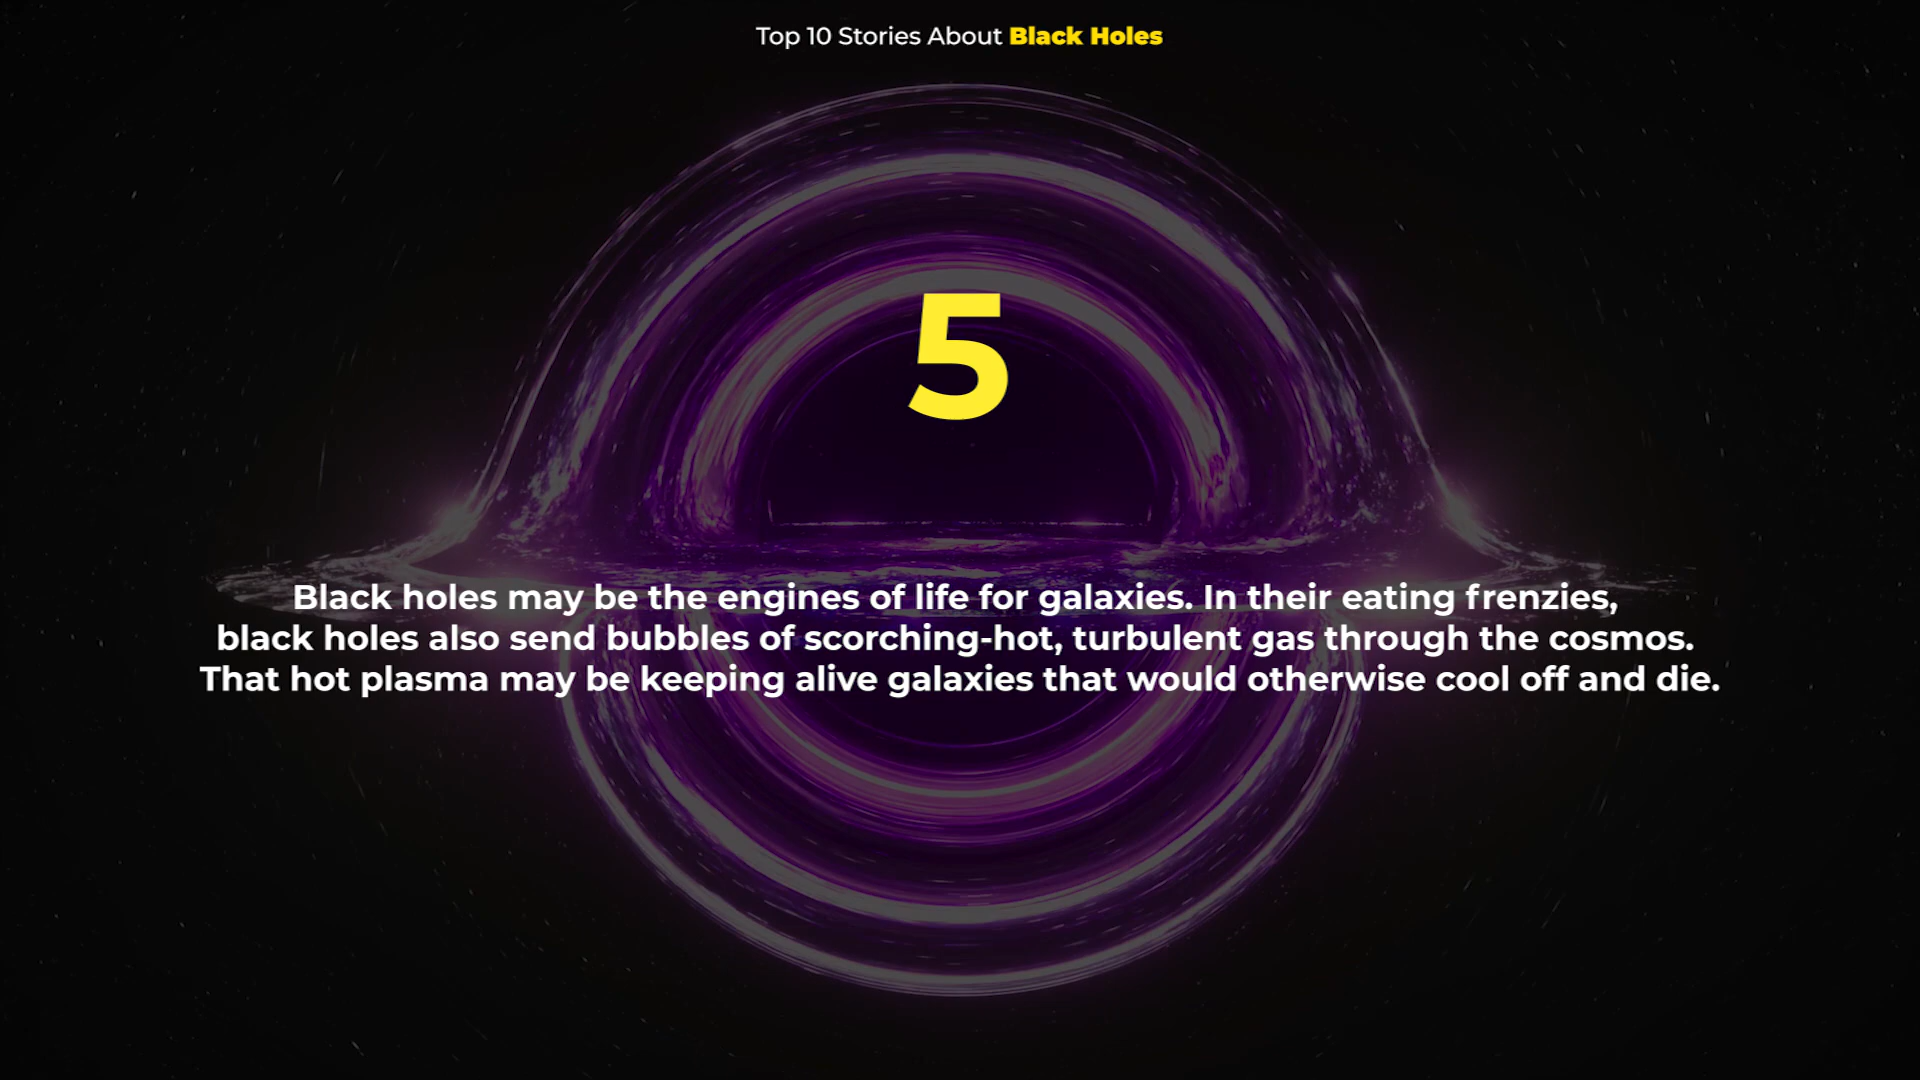 Top 10 Stories About Black Holes
5
Black holes may be the engines of life for galaxies. In their eating frenzies,
black holes also send bubbles of scorching-hot, turbulent gas through the cosmos.
That hot plasma may be keeping alive galaxies that would otherwise cool off and die.